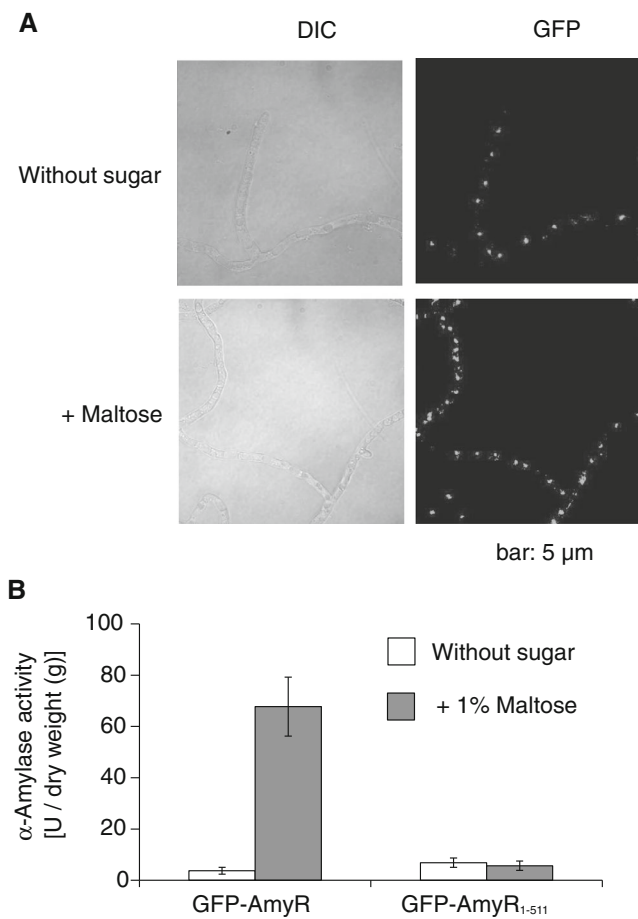 A
DIC GFP
Without sugar
+ Maltose
bar: 5 µm
B
α-Amylase activity
[U / dry weight (g)]
100
80
60
40
20
0
Without sugar
+ 1% Maltose
GFP-AmyR GFP-AmyR1-511